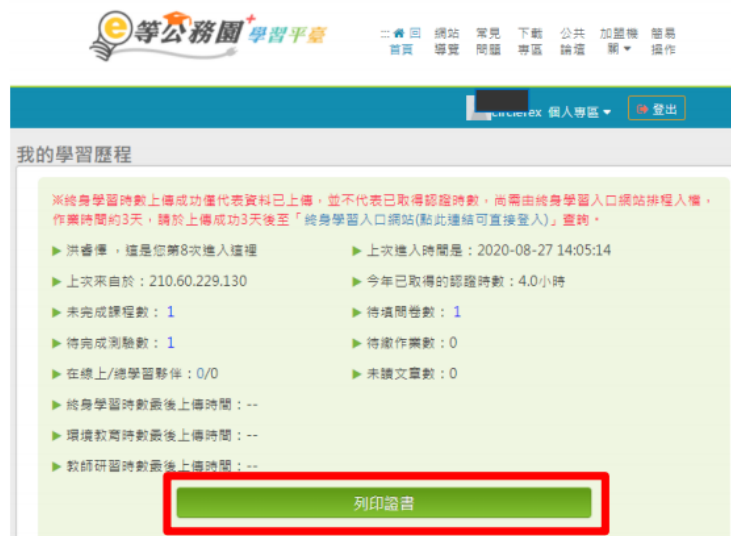 e等公務園+學習平臺
::: 回首頁 網站導覽 常見問題 下載專區 公共論壇 加盟機關▼ 簡易操作
個人專區▼ 登出
我的學習歷程
※終身學習時數上傳成功僅代表資料已上傳,並不代表已取得認證時數,尚需由終身學習入口網站排程入檔,
作業時間約3天,請於上傳成功3天後至「終身學習入口網站(點此連結可直接登入)」查詢。
▶ 洪睿惲 ,這是您第8次進入這裡
▶ 上次進入時間是:2020-08-27 14:05:14
▶ 上次來自於:210.60.229.130
▶ 今年已取得的認證時數:4.0小時
▶ 未完成課程數: 1
▶ 待填問卷數: 1
▶ 待完成測驗數: 1
▶ 待繳作業數:0
▶ 在線上/總學習夥伴:0/0
▶ 未讀文章數:0
▶ 終身學習時數最後上傳時間:--
▶ 環境教育時數最後上傳時間:--
▶ 教師研習時數最後上傳時間:--
列印證書